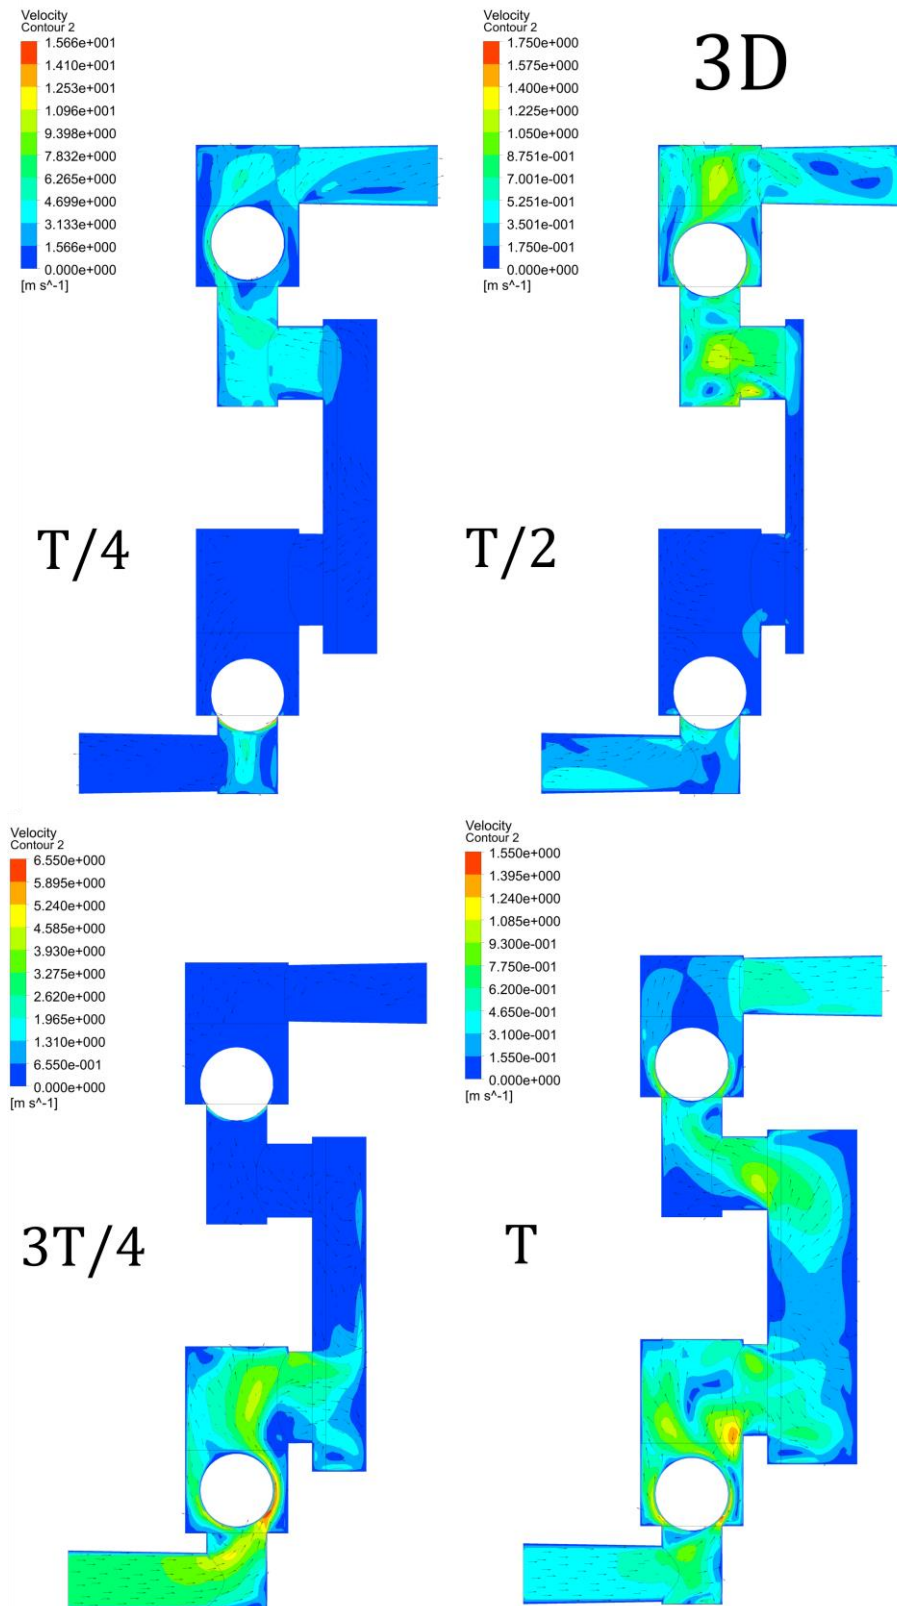 Velocity
Contour 2
1.566e+001
1.410e+001
1.253e+001
1.096e+001
9.398e+000
7.832e+000
6.265e+000
4.699e+000
3.133e+000
1.566e+000
0.000e+000
[m s^-1]
T/4
Velocity
Contour 2
1.750e+000
1.575e+000
1.400e+000
1.225e+000
1.050e+000
8.751e-001
7.001e-001
5.251e-001
3.501e-001
1.750e-001
0.000e+000
[m s^-1]
3D
T/2
Velocity
Contour 2
6.550e+000
5.895e+000
5.240e+000
4.585e+000
3.930e+000
3.275e+000
2.620e+000
1.965e+000
1.310e+000
6.550e-001
0.000e+000
[m s^-1]
3T/4
Velocity
Contour 2
1.550e+000
1.395e+000
1.240e+000
1.085e+000
9.300e-001
7.750e-001
6.200e-001
4.650e-001
3.100e-001
1.550e-001
0.000e+000
[m s^-1]
T